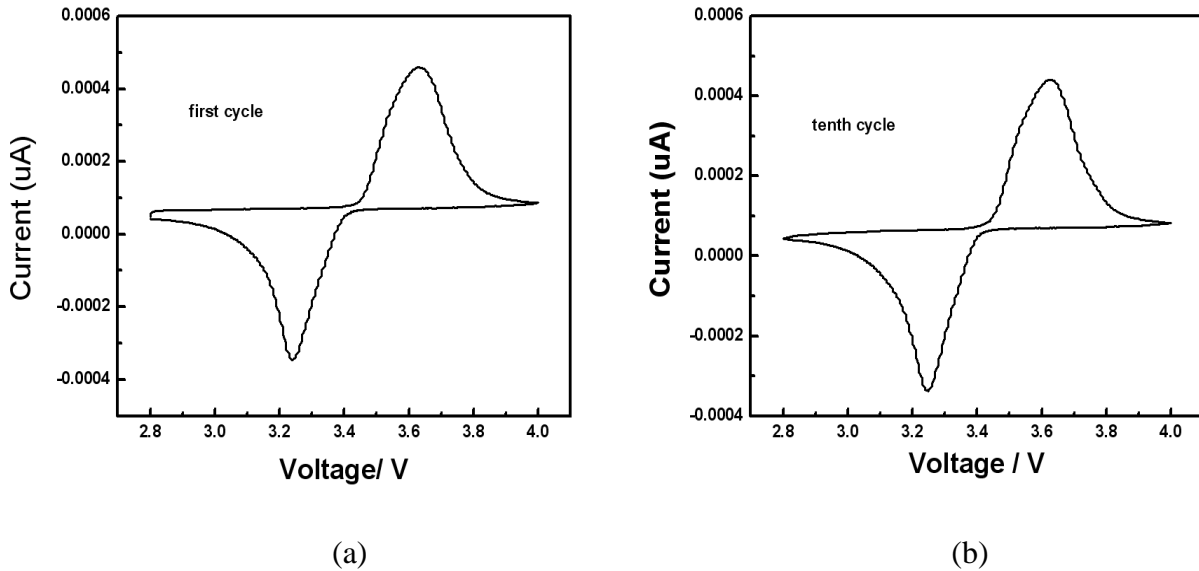 0.0006
0.0004
0.0002
0.0000
-0.0002
-0.0004
Current (uA)
first cycle
2.8 3.0 3.2 3.4 3.6 3.8 4.0
Voltage/ V
(a)
0.0006
0.0004
0.0002
0.0000
-0.0002
-0.0004
Current (uA)
tenth cycle
2.8 3.0 3.2 3.4 3.6 3.8 4.0
Voltage / V
(b)